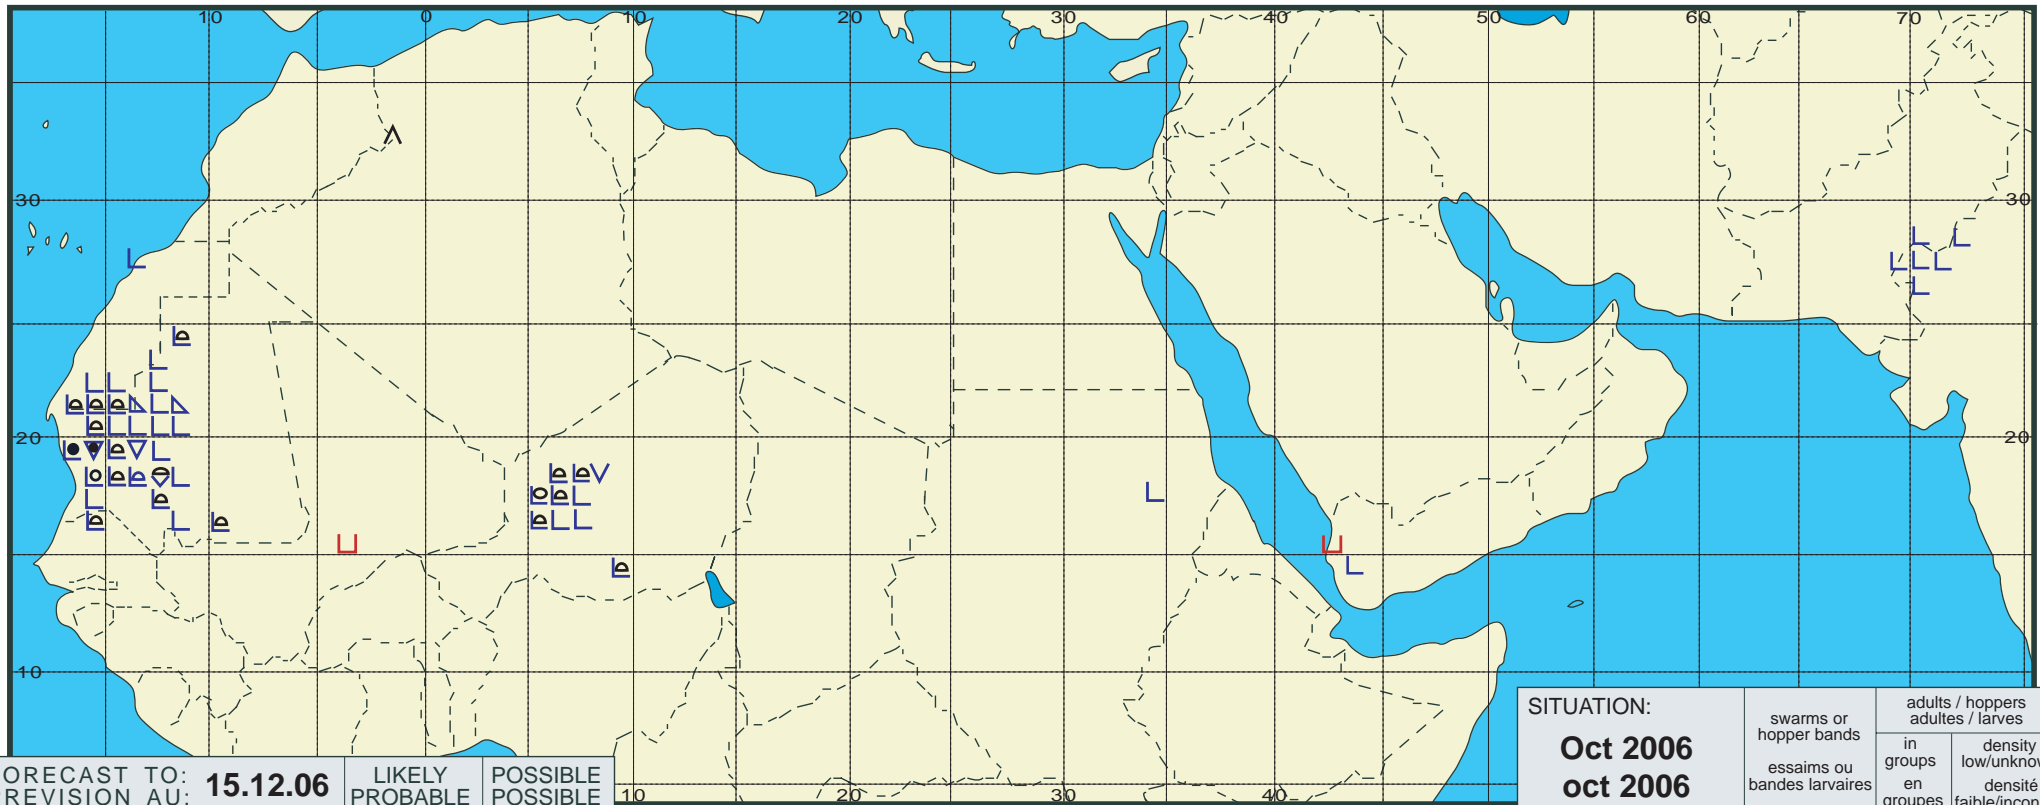 10 0 10 20 30 40 50 60 70
30 30
20 20
10
SITUATION:
Oct 2006
oct 2006
swarms or
hopper bands
essaims ou
bandes larvaires
adults / hoppers
adultes / larves
in
groups
en
groupes
density
low/unknow
densité
ORECAST TO:
REVISION AU:
15.12.06
LIKELY
PROBABLE
POSSIBLE
POSSIBLE
10 20 30 40